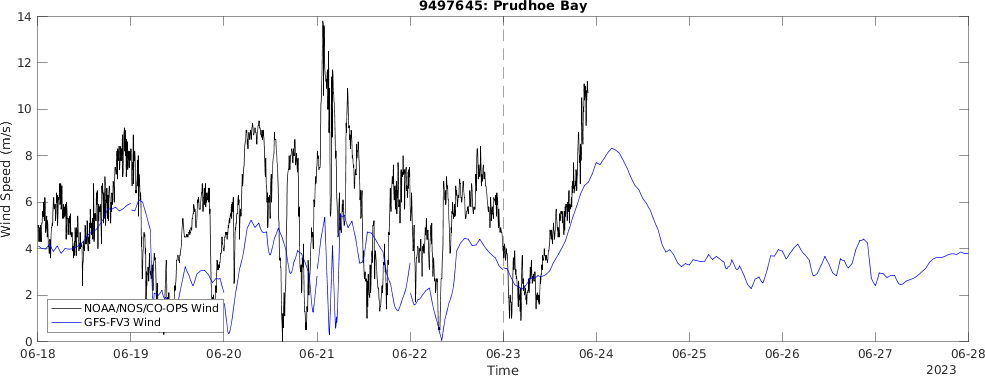 9497645: Prudhoe Bay
Wind Speed (m/s)
14
12
10
8
6
4
2
0
NOAA/NOS/CO-OPS Wind
GFS-FV3 Wind
06-18 06-19 06-20 06-21 06-22 06-23 06-24 06-25 06-26 06-27 06-28
Time
2023